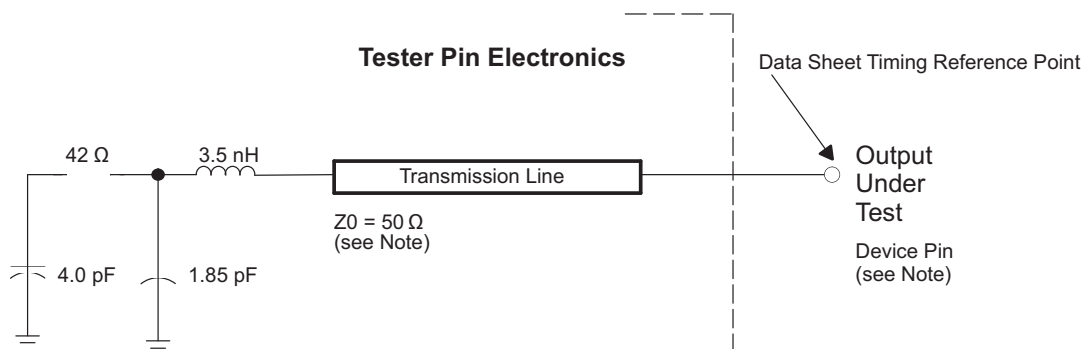 Tester Pin Electronics
Data Sheet Timing Reference Point
42 Ω
3.5 nH
Transmission Line
Output
Under
Test
Z0 = 50 Ω
(see Note)
Device Pin
(see Note)
4.0 pF
1.85 pF